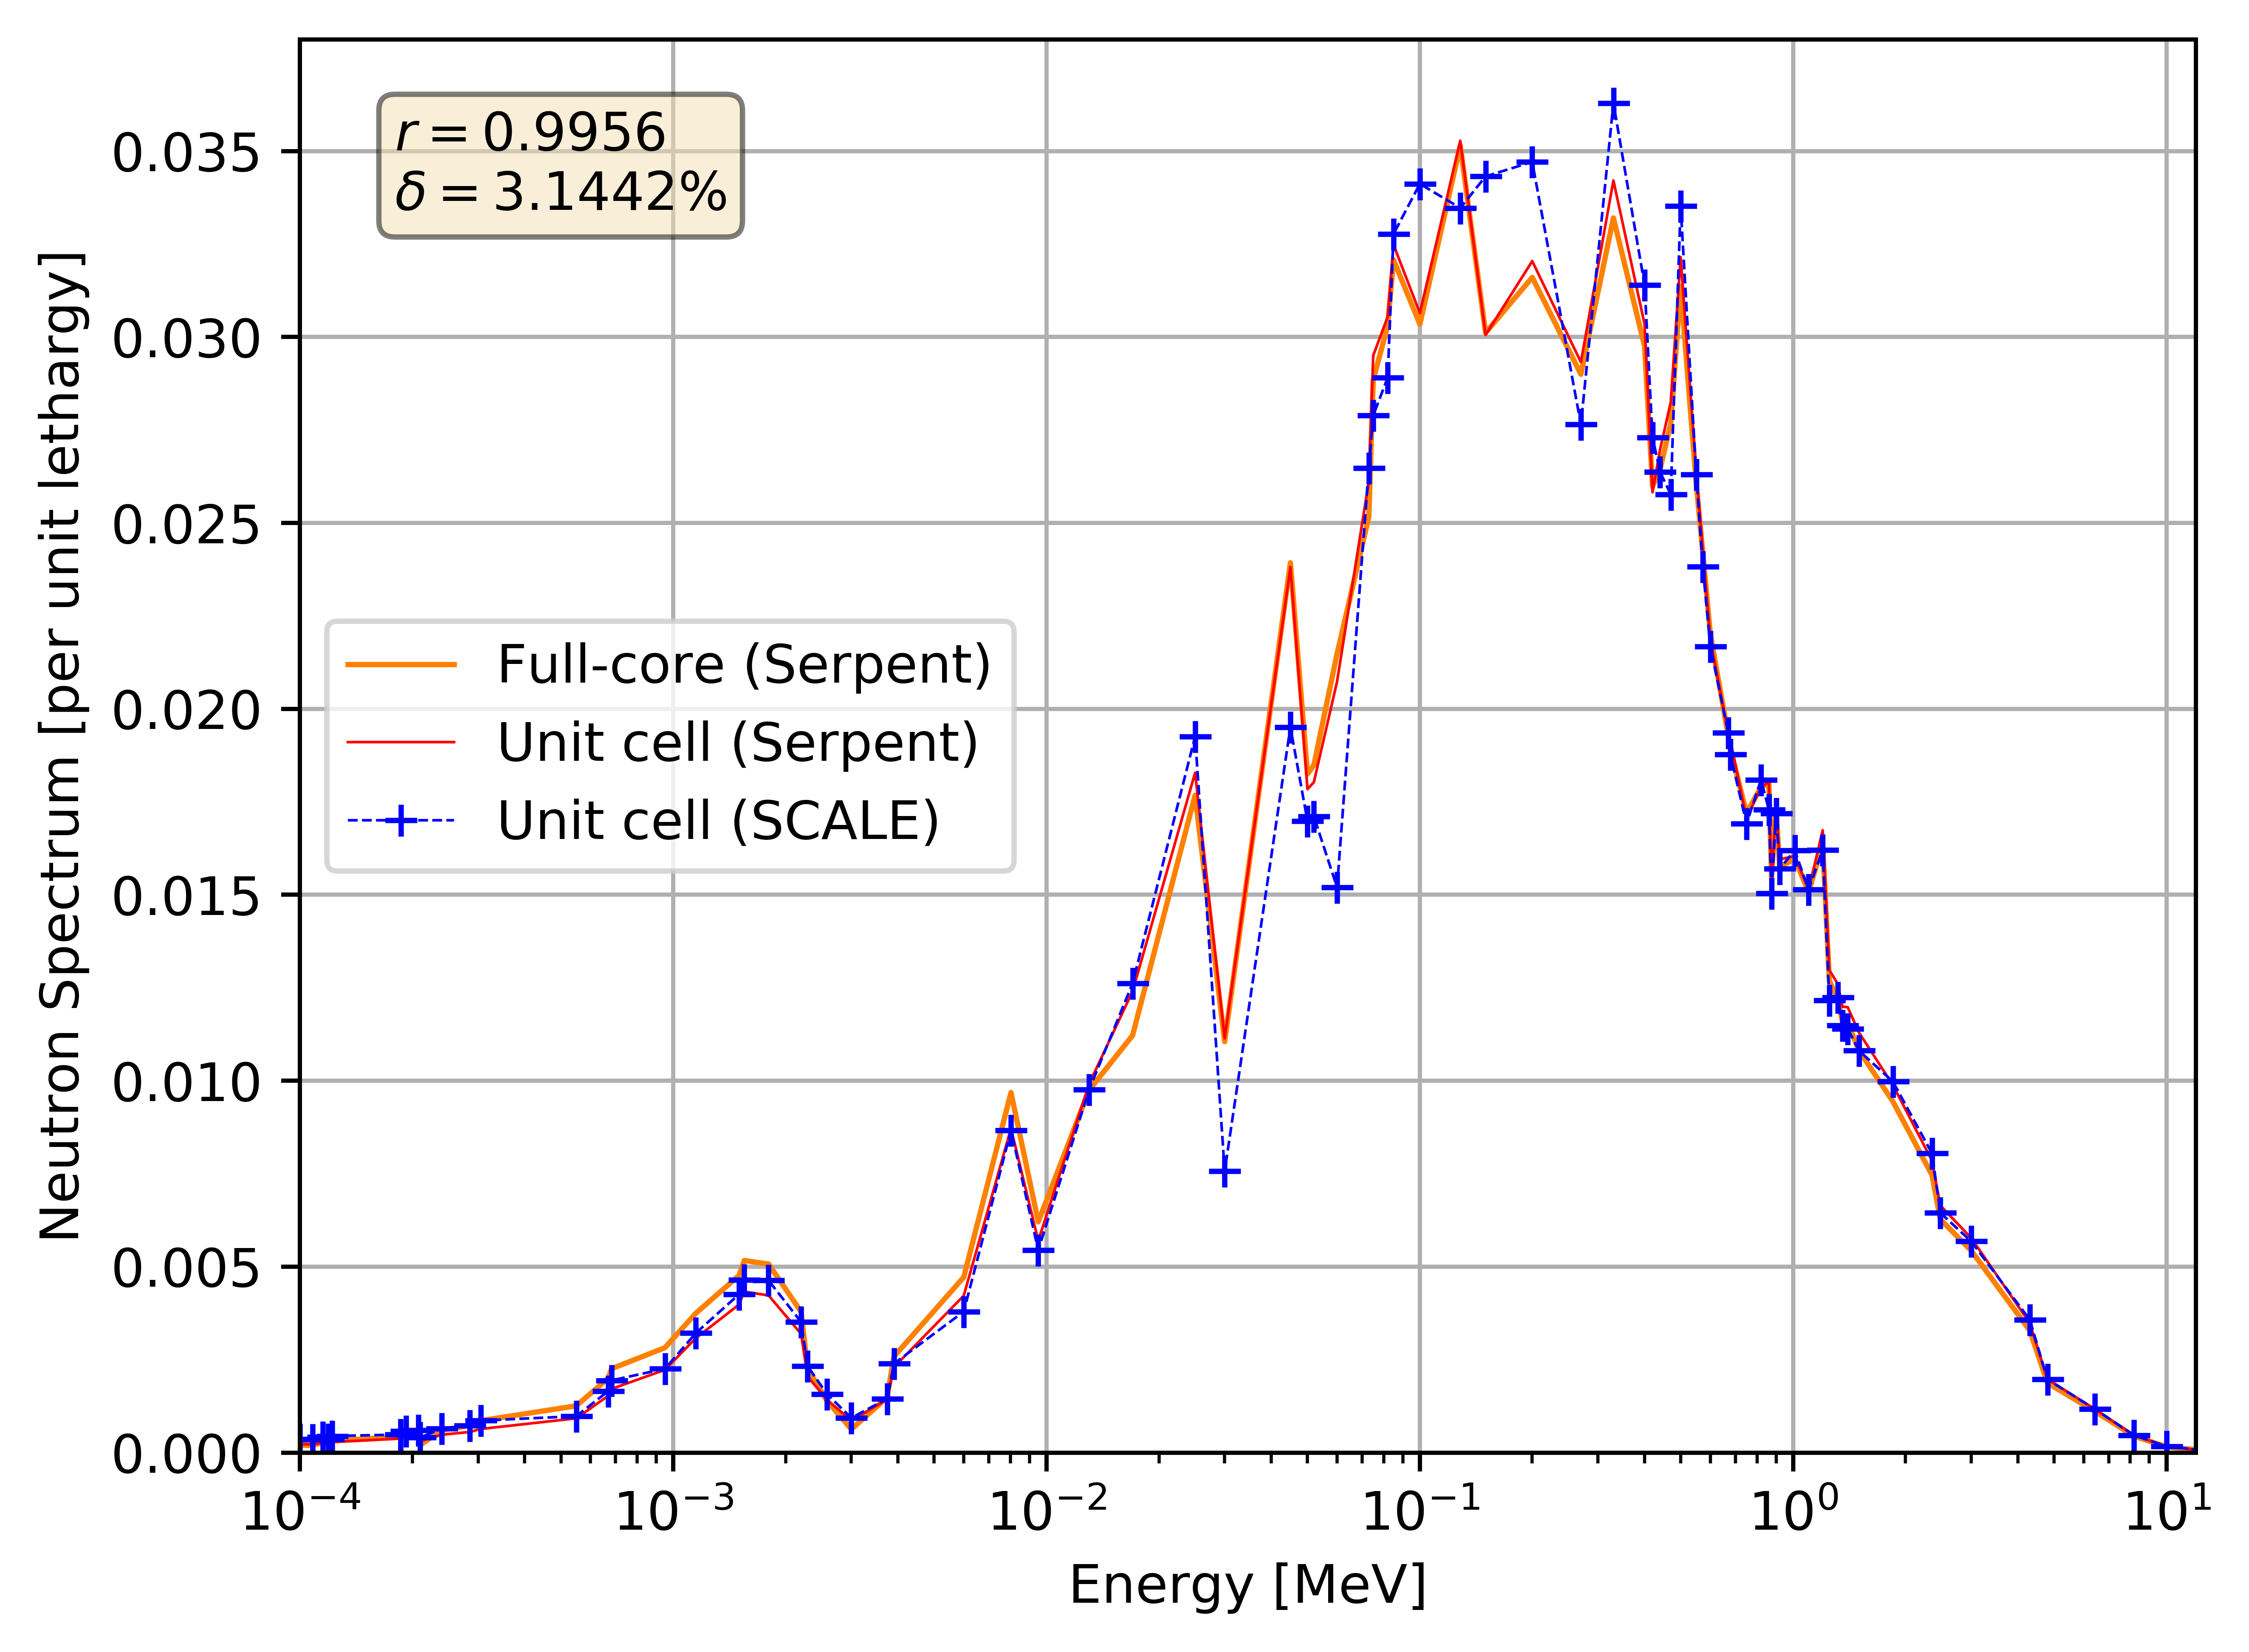 r = 0.9956
δ = 3.1442%
0.035
0.030
0.025
0.020
0.015
0.010
0.005
0.000
Neutron Spectrum [per unit lethargy]
Full-core (Serpent)
Unit cell (Serpent)
Unit cell (SCALE)
10⁻⁴ 10⁻³ 10⁻² 10⁻¹ 10⁰ 10¹
Energy [MeV]